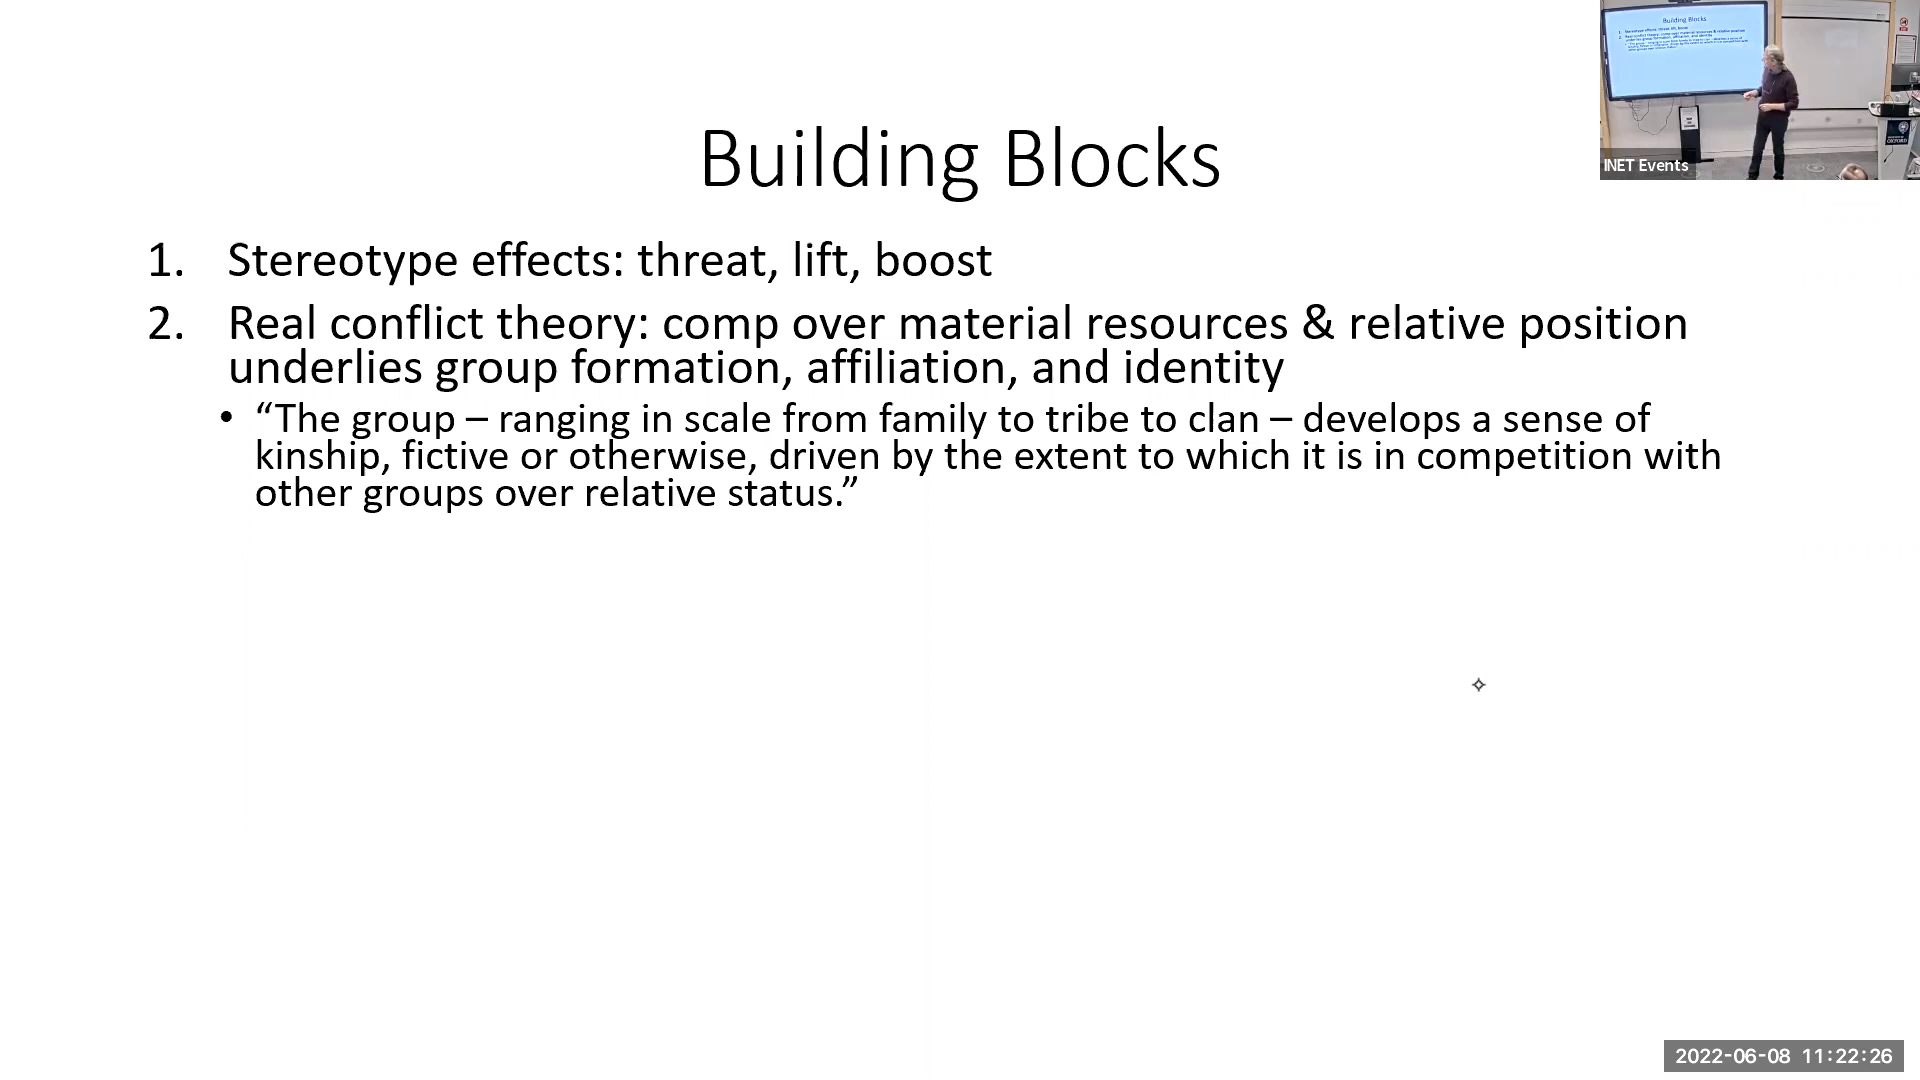 Building Blocks
1. Stereotype effects: threat, lift, boost
2. Real conflict theory: comp over material resources & relative position
underlies group formation, affiliation, and identity
• “The group – ranging in scale from family to tribe to clan – develops a sense of
kinship, fictive or otherwise, driven by the extent to which it is in competition with
other groups over relative status.”
Building Blocks
INET Events
OXFORD
2022-06-08 11:22:26